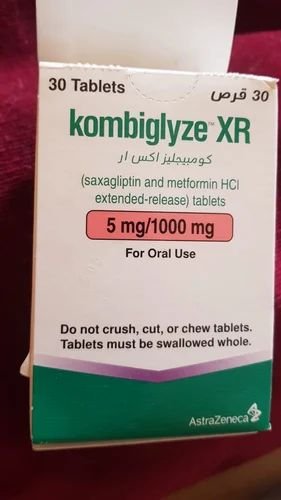 30 Tablets
30 قرص
kombiglyze™ XR
كومبيجليز اكس ار
(saxagliptin and metformin HCl
extended-release) tablets
5 mg/1000 mg
For Oral Use
Do not crush, cut, or chew tablets.
Tablets must be swallowed whole.
AstraZeneca